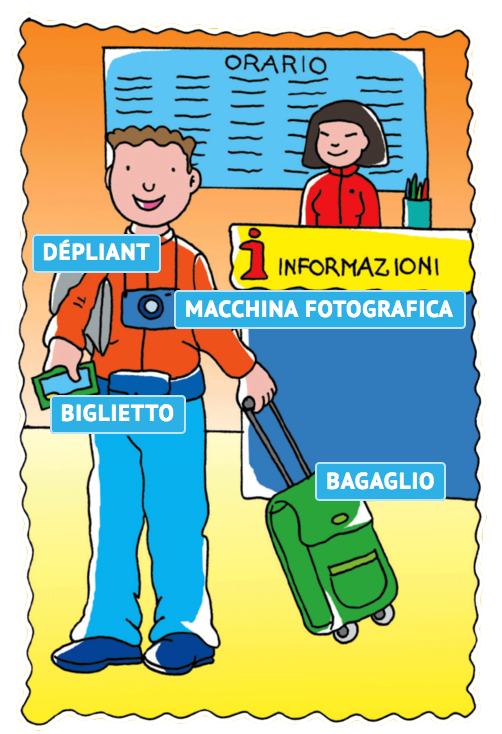 ORARIO
DÉPLIANT
i INFORMAZIONI
MACCHINA FOTOGRAFICA
BIGLIETTO
BAGAGLIO